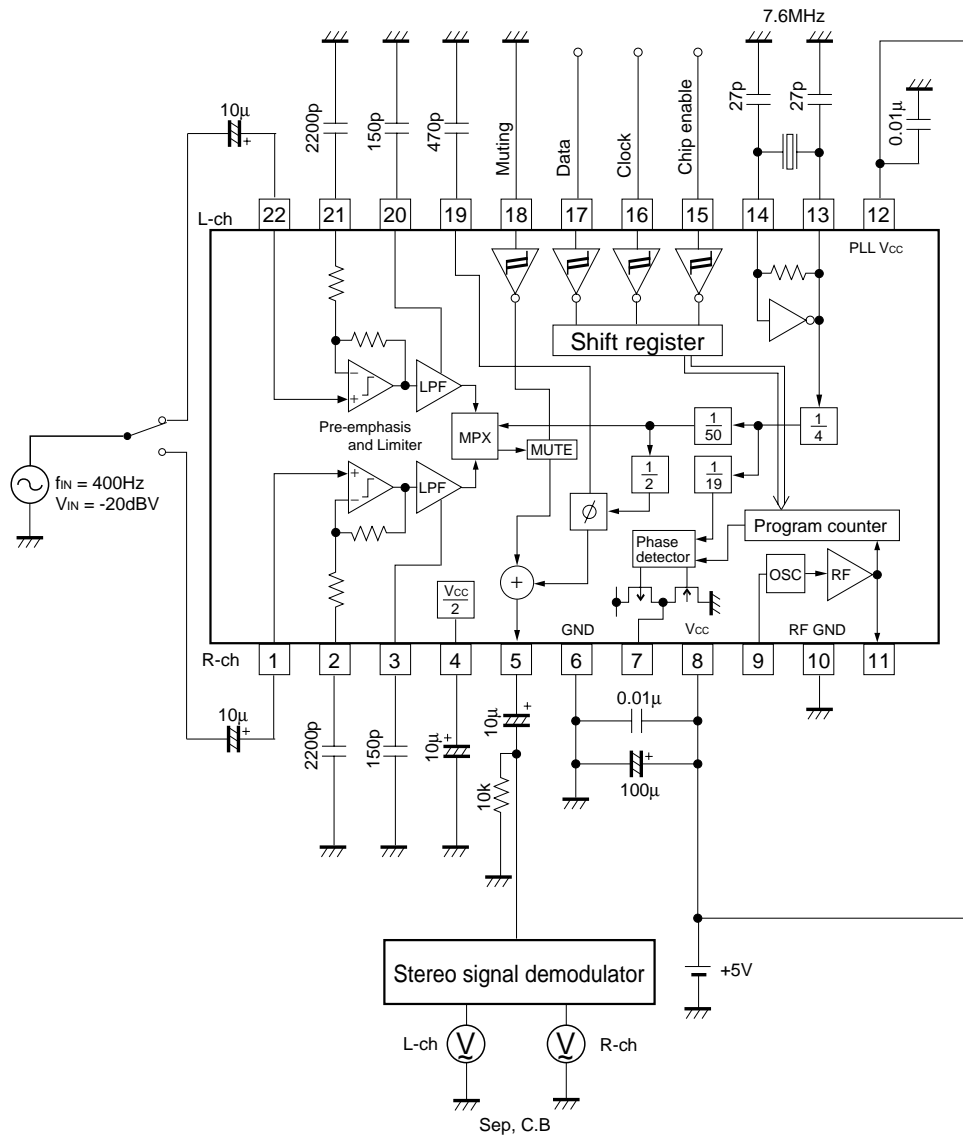 7.6MHz
10µ
+
2200p
150p
470p
Muting
Data
Clock
Chip enable
27p
27p
0.01µ
L-ch
22
21
20
19
18
17
16
15
14
13
12
PLL VCC
Shift register
−
+
LPF
Pre-emphasis
and Limiter
MPX
MUTE
1
50
1
4
1
2
1
19
+
−
LPF
ϕ
Program counter
Phase
detector
OSC
RF
fIN = 400Hz
VIN = -20dBV
+
VCC
2
GND
VCC
RF GND
R-ch
1
2
3
4
5
6
7
8
9
10
11
10µ
+
2200p
150p
10µ
+
10µ
+
10k
0.01µ
+
100µ
Stereo signal demodulator
+5V
L-ch
V
~
V
~
R-ch
Sep, C.B